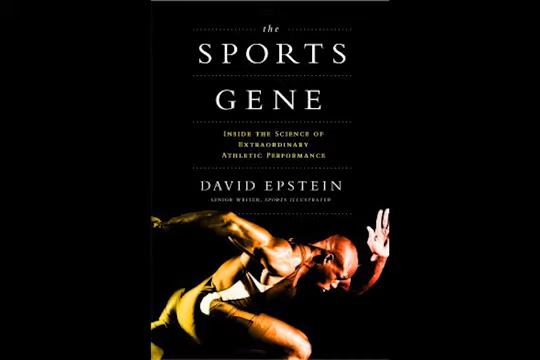 the
SPORTS
GENE
INSIDE THE SCIENCE OF
EXTRAORDINARY
ATHLETIC PERFORMANCE
DAVID EPSTEIN
SENIOR WRITER, SPORTS ILLUSTRATED